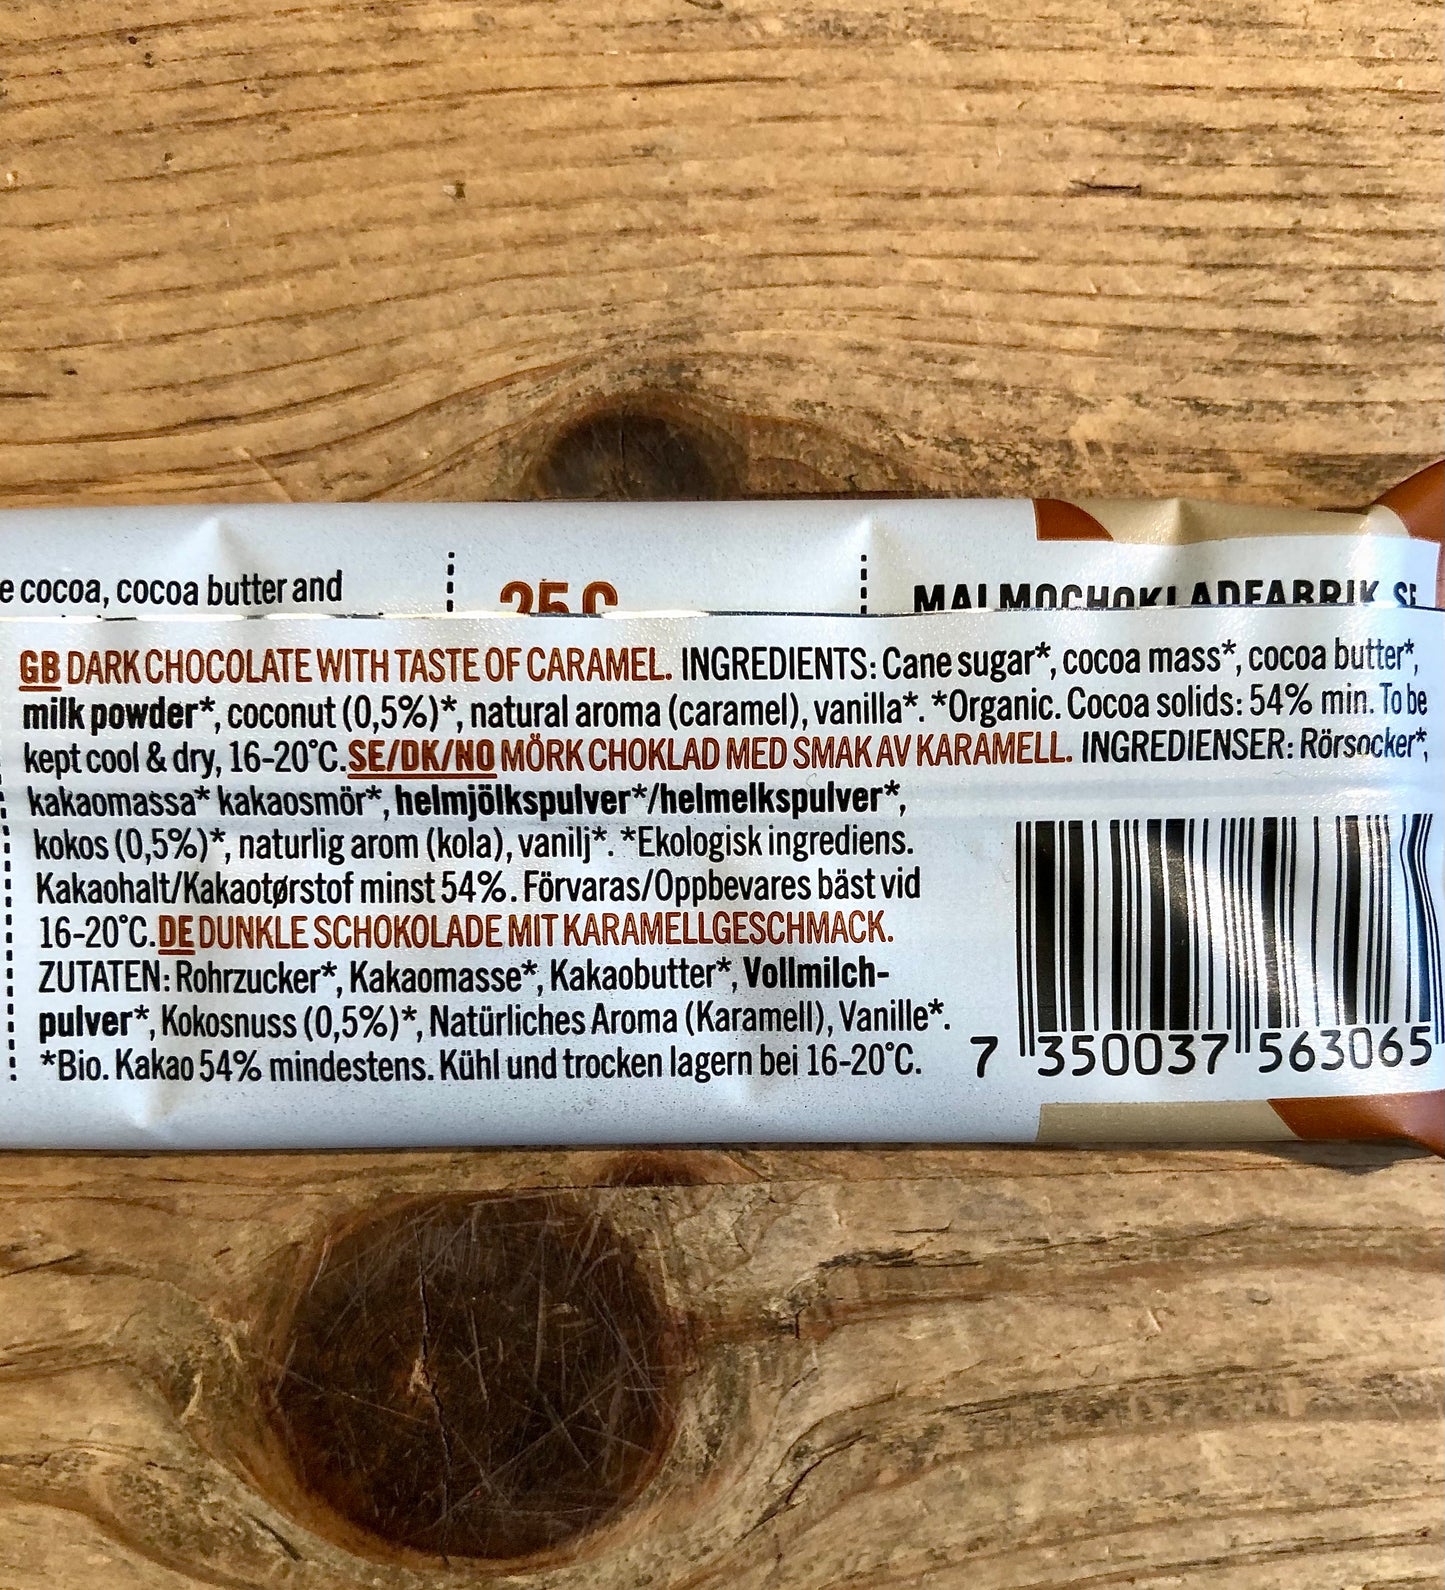 e cocoa, cocoa butter and
25 G
MALMOCHOKLADFABRIK.SE
GB DARK CHOCOLATE WITH TASTE OF CARAMEL. INGREDIENTS: Cane sugar*, cocoa mass*, cocoa butter*,
milk powder*, coconut (0,5%)*, natural aroma (caramel), vanilla*. *Organic. Cocoa solids: 54% min. To be
kept cool & dry, 16-20°C. SE/DK/NO MÖRK CHOKLAD MED SMAK AV KARAMELL. INGREDIENSER: Rörsocker*,
kakaomassa* kakaosmör*, helmjölkspulver*/helmelkspulver*,
kokos (0,5%)*, naturlig arom (kola), vanilj*. *Ekologisk ingrediens.
Kakaohalt/Kakaotørstof minst 54%. Förvaras/Oppbevares bäst vid
16-20°C. DE DUNKLE SCHOKOLADE MIT KARAMELLGESCHMACK.
ZUTATEN: Rohrzucker*, Kakaomasse*, Kakaobutter*, Vollmilch-
pulver*, Kokosnuss (0,5%)*, Natürliches Aroma (Karamell), Vanille*.
*Bio. Kakao 54% mindestens. Kühl und trocken lagern bei 16-20°C.
7 350037 563065